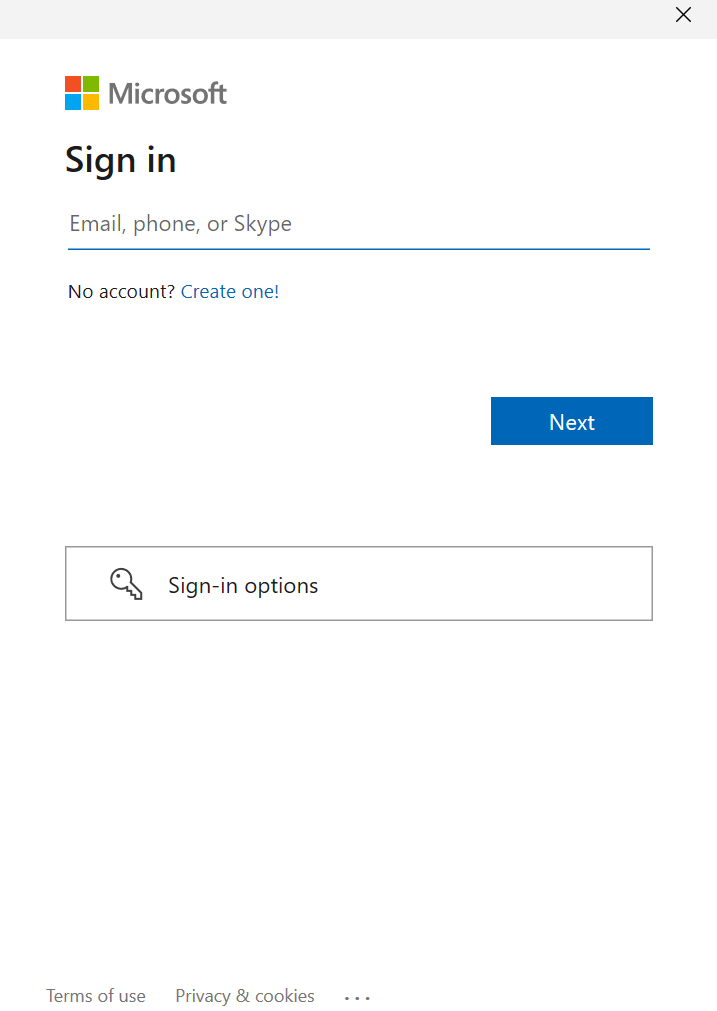 Microsoft
Sign in
Email, phone, or Skype
No account? Create one!
Next
Sign-in options
Terms of use Privacy & cookies ...